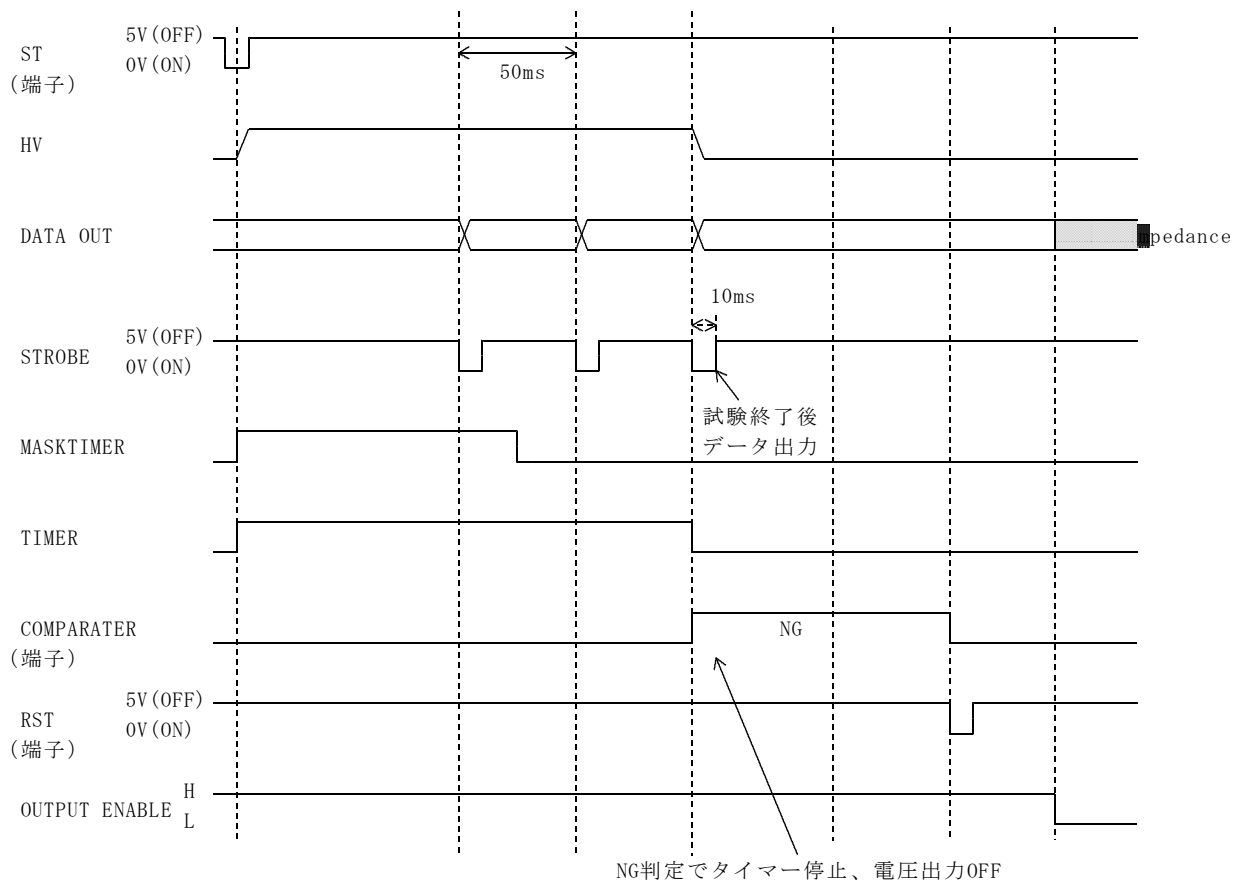 ST
(端子)
5V(OFF)
0V(ON)
50ms
HV
DATA OUT
mpedance
10ms
STROBE
5V(OFF)
0V(ON)
試験終了後
データ出力
MASKTIMER
TIMER
COMPARATER
(端子)
NG
RST
(端子)
5V(OFF)
0V(ON)
OUTPUT ENABLE
H
L
NG判定でタイマー停止、電圧出力OFF